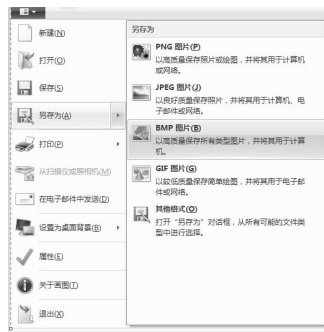 新建(N)
打开(O)
保存(S)
另存为(A)
打印(P)
从扫描仪或照相机(M)
在电子邮件中发送(D)
设置为桌面背景(B)
属性(E)
关于画图(T)
退出(X)
另存为
PNG 图片(P)
以高质量保存照片或绘图，并将其用于计算机
或网络。
JPEG 图片(J)
以良好质量保存照片，并将其用于计算机、电
子邮件或网络。
BMP 图片(B)
以高质量保存所有类型图片，并将其用于计算
机。
GIF 图片(G)
以较低质量保存简单绘图，并将其用于电子邮
件或网络。
其他格式(O)
打开“另存为”对话框，从所有可能的文件类
型中进行选择。